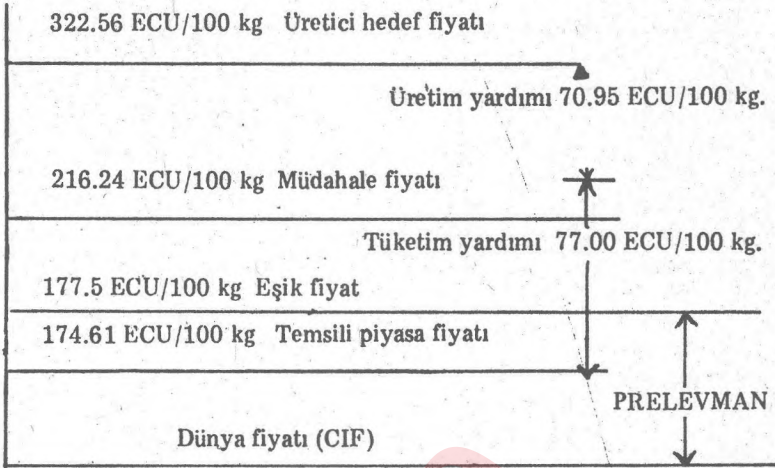 322.56 ECU/100 kg Üretici hedef fiyatı
Üretim yardımı 70.95 ECU/100 kg.
216.24 ECU/100 kg Müdahale fiyatı
Tüketim yardımı 77.00 ECU/100 kg.
177.5 ECU/100 kg Eşik fiyat
174.61 ECU/100 kg Temsili piyasa fiyatı
PRELEVMAN
Dünya fiyatı (CIF)